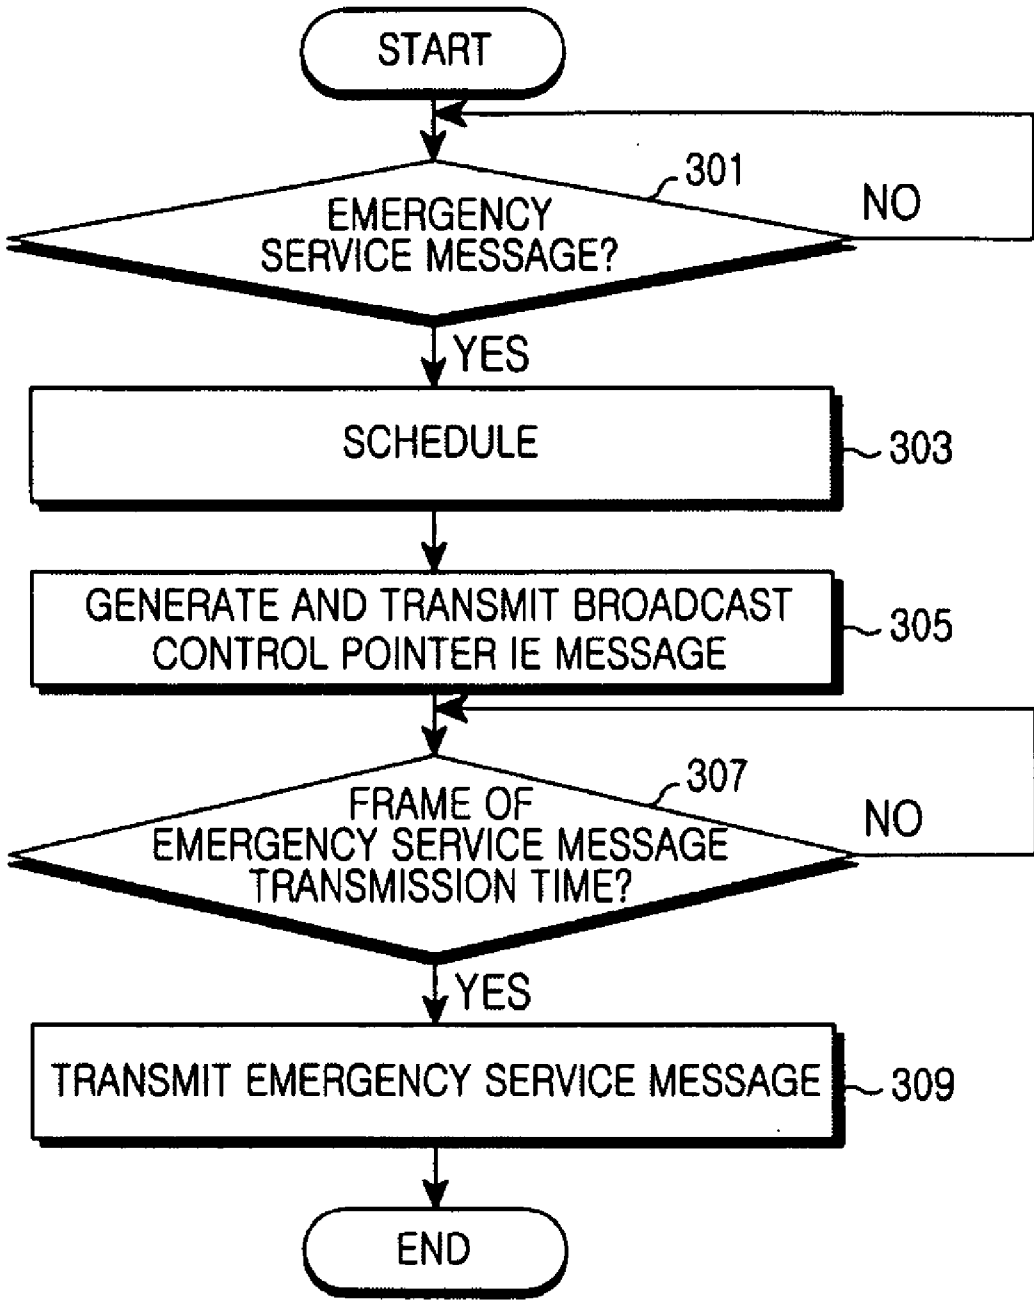 START
301
EMERGENCY
SERVICE MESSAGE?
NO
YES
SCHEDULE
303
GENERATE AND TRANSMIT BROADCAST
CONTROL POINTER IE MESSAGE
305
307
FRAME OF
EMERGENCY SERVICE MESSAGE
TRANSMISSION TIME?
NO
YES
TRANSMIT EMERGENCY SERVICE MESSAGE
309
END